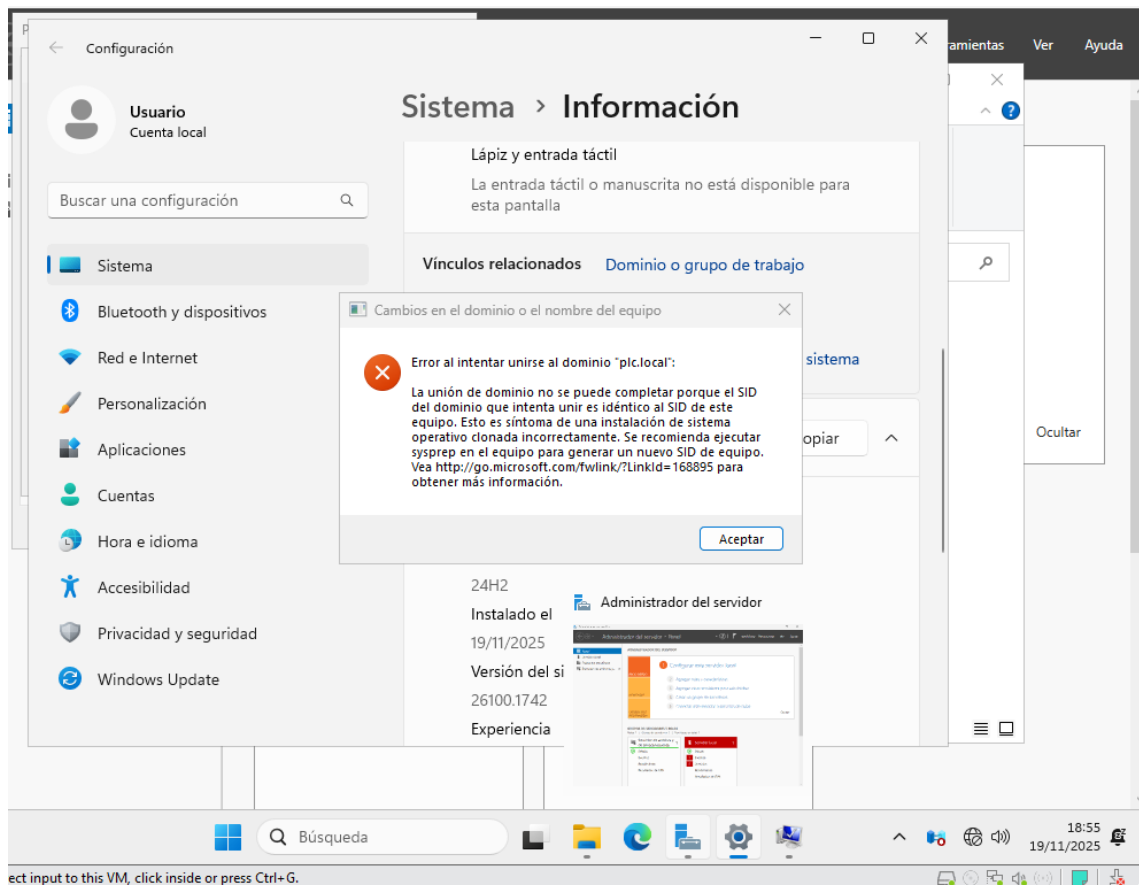 Configuración
ramientas
Ver
Ayuda
Usuario
Cuenta local
Sistema > Información
Buscar una configuración
Lápiz y entrada táctil
La entrada táctil o manuscrita no está disponible para
esta pantalla
Sistema
Vínculos relacionados
Dominio o grupo de trabajo
Bluetooth y dispositivos
Cambios en el dominio o el nombre del equipo
Red e Internet
sistema
Error al intentar unirse al dominio "plc.local":
La unión de dominio no se puede completar porque el SID
del dominio que intenta unir es idéntico al SID de este
equipo. Esto es síntoma de una instalación de sistema
operativo clonada incorrectamente. Se recomienda ejecutar
sysprep en el equipo para generar un nuevo SID de equipo.
Vea http://go.microsoft.com/fwlink/?LinkId=168895 para
obtener más información.
Personalización
opiar
Ocultar
Aplicaciones
Cuentas
Aceptar
Hora e idioma
Accesibilidad
24H2
Administrador del servidor
Instalado el
Privacidad y seguridad
19/11/2025
Versión del si
Windows Update
26100.1742
Experiencia
Búsqueda
18:55
19/11/2025
ect input to this VM, click inside or press Ctrl+G.